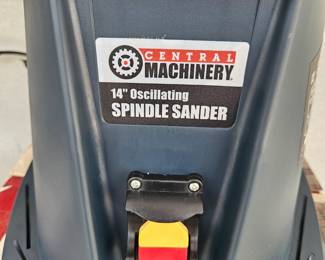 CENTRAL
MACHINERY
14" Oscillating
SPINDLE SANDER